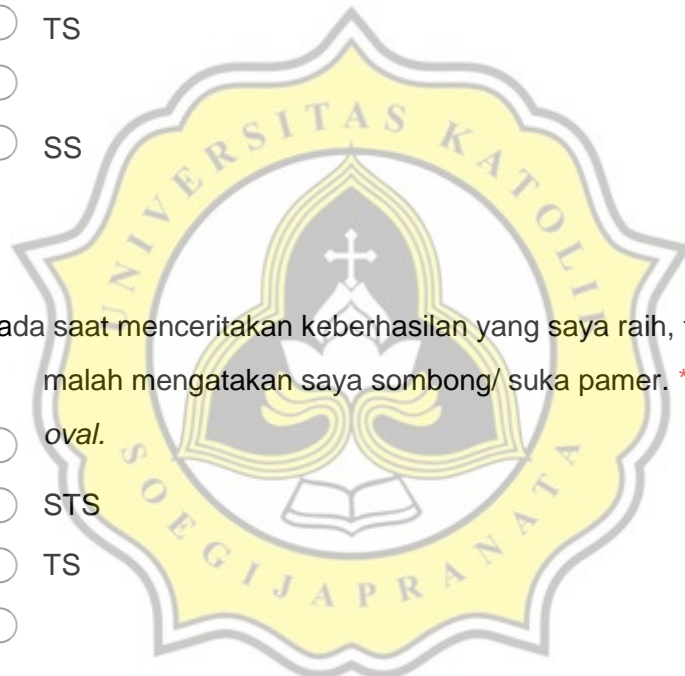 TS
SS
ada saat menceritakan keberhasilan yang saya raih,
malah mengatakan saya sombong/ suka pamer. *
oval.
STS
TS
UNIVERSITAS KATOLIK
SOEGIJAPRANATA